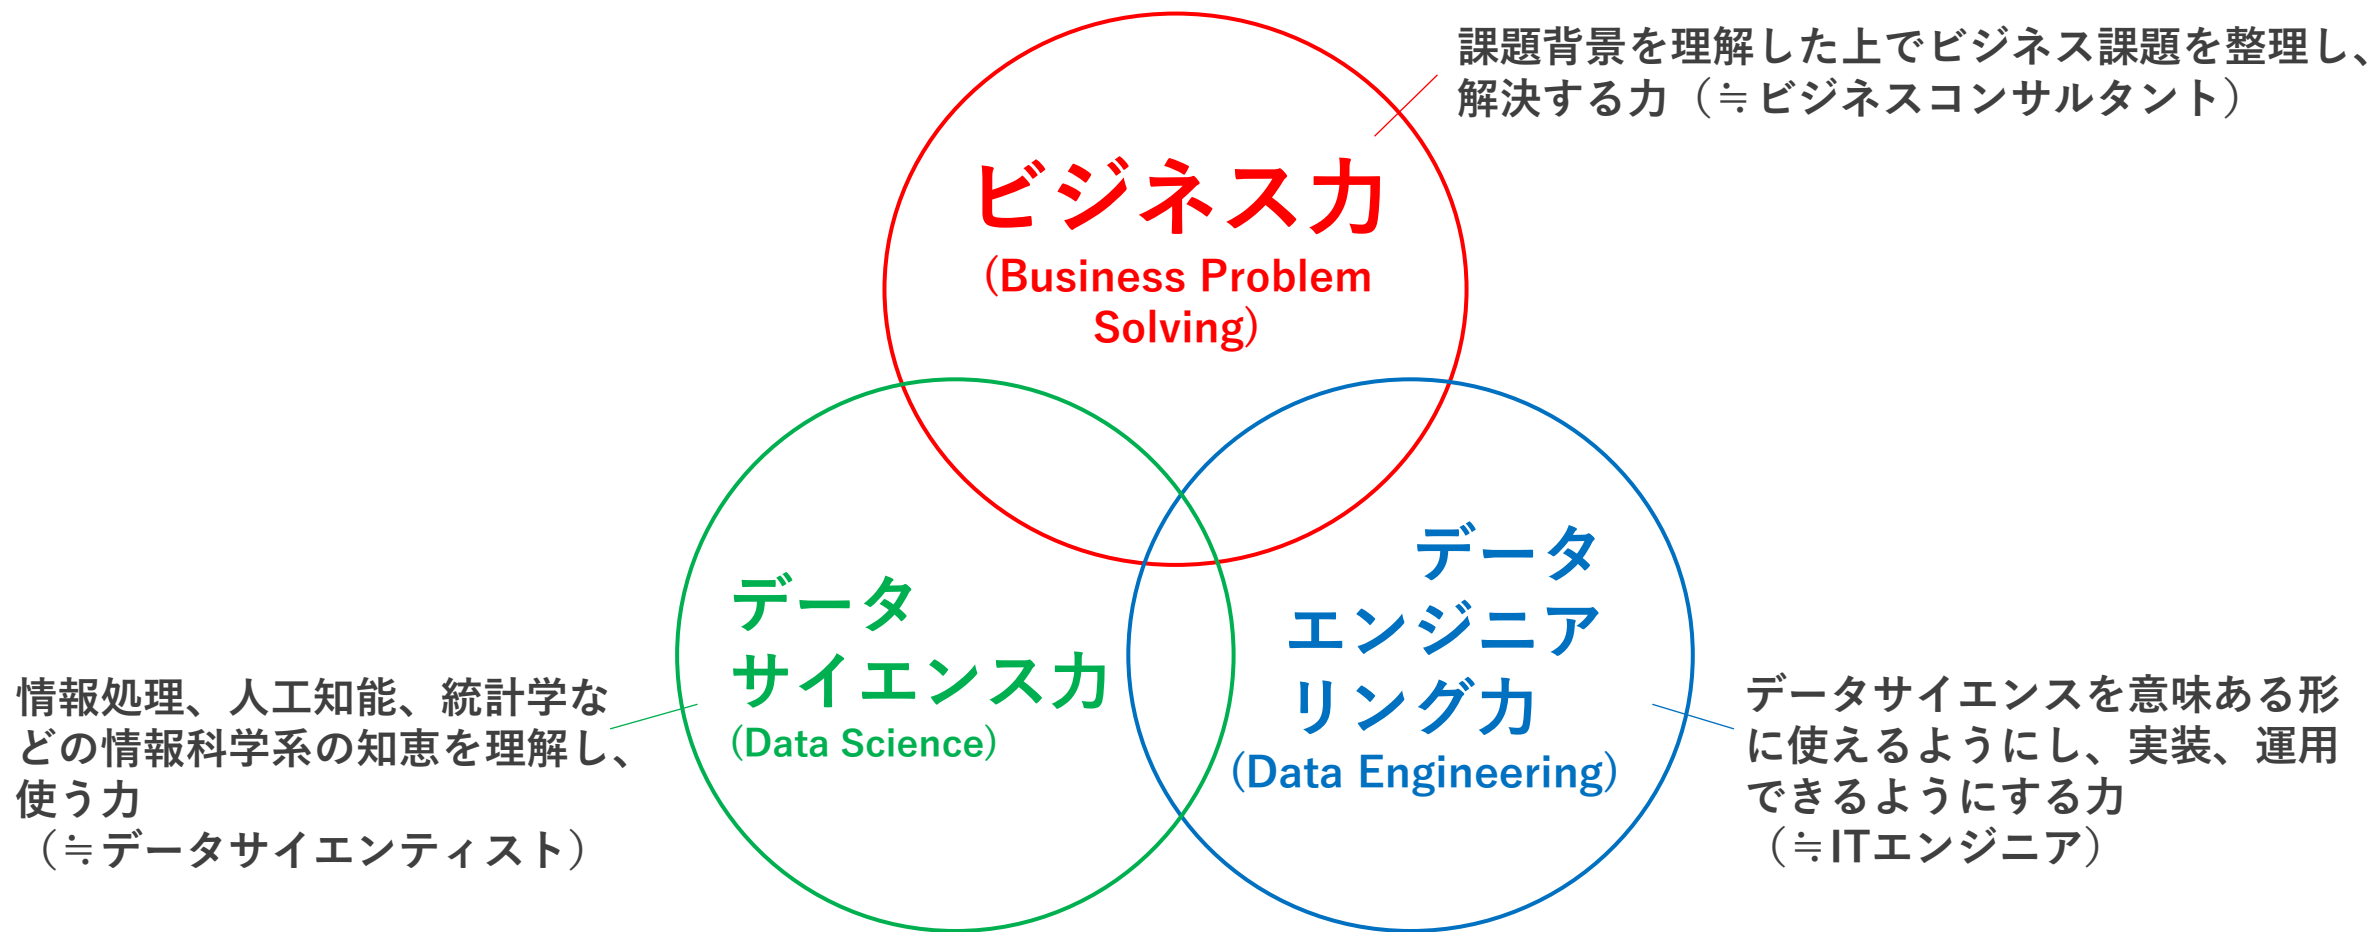 課題背景を理解した上でビジネス課題を整理し、
解決する力（≒ビジネスコンサルタント）
ビジネス力
(Business Problem
Solving)
データ
サイエンス力
(Data Science)
データ
エンジニア
リング力
(Data Engineering)
情報処理、人工知能、統計学な
どの情報科学系の知恵を理解し、
使う力
（≒データサイエンティスト）
データサイエンスを意味ある形
に使えるようにし、実装、運用
できるようにする力
（≒ITエンジニア）